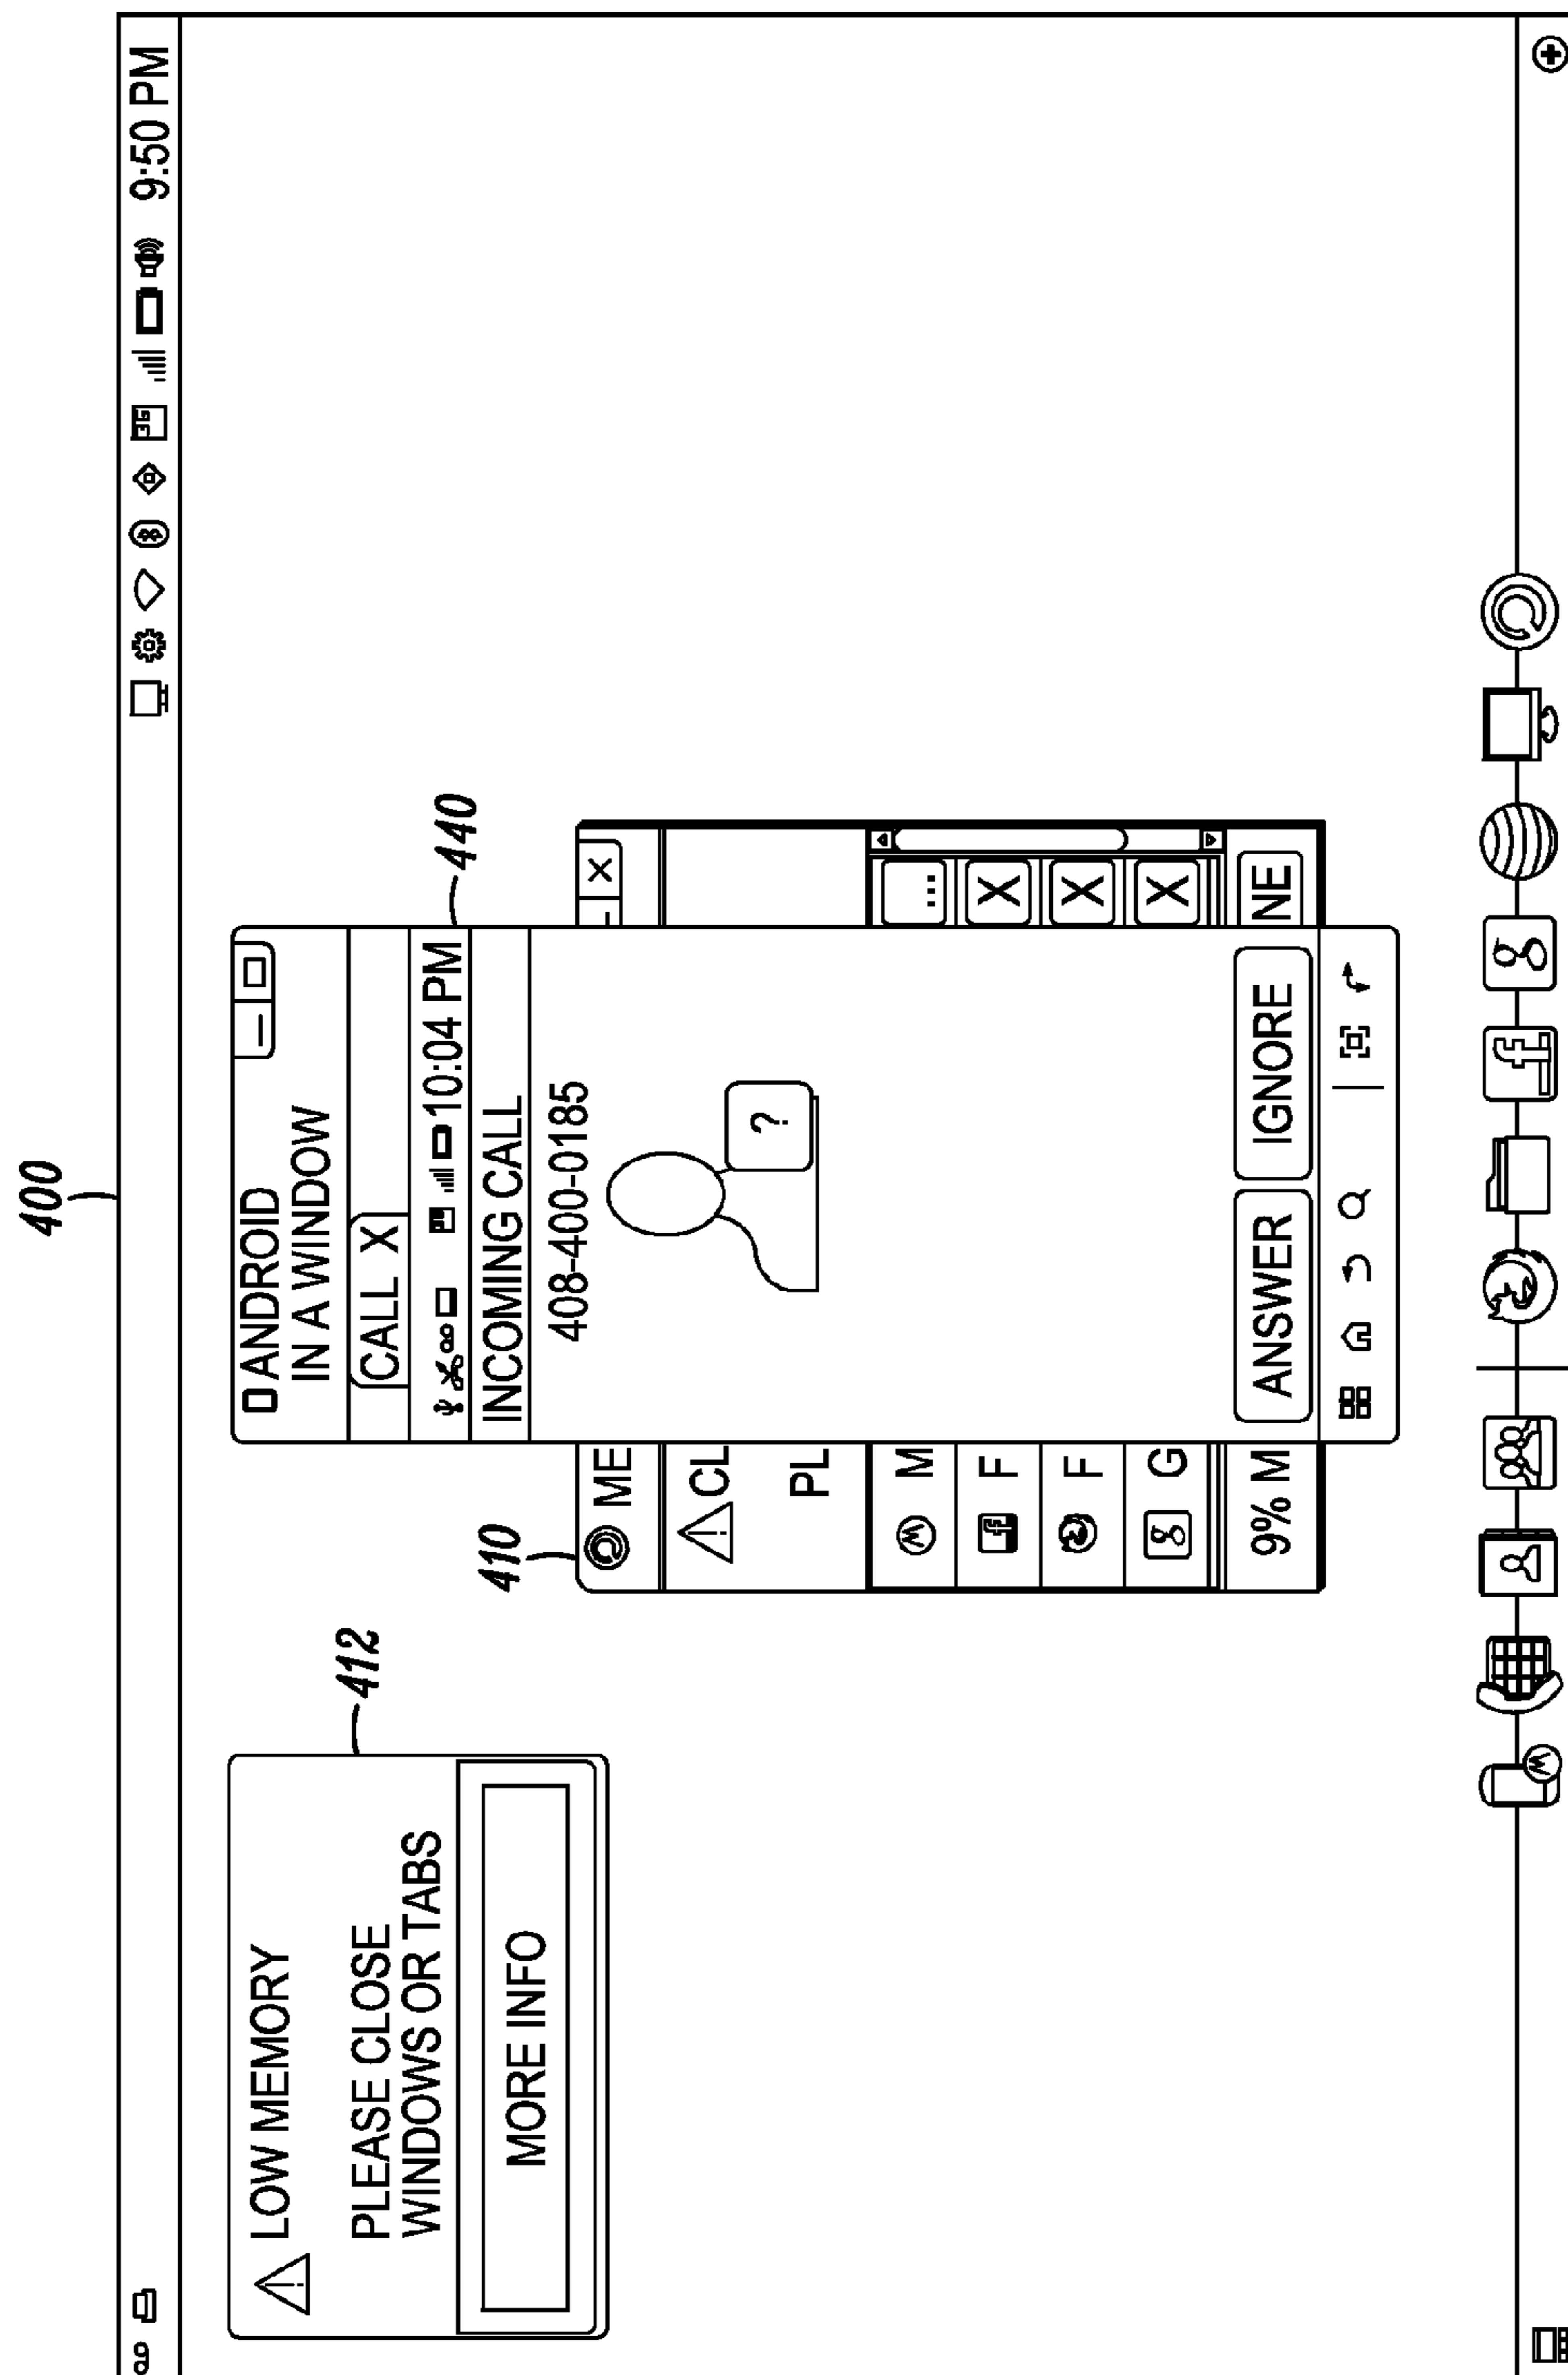 400
9:50 PM
3G
412
LOW MEMORY
PLEASE CLOSE
WINDOWS OR TABS
MORE INFO
440
ANDROID
IN A WINDOW
CALL X
10:04 PM
INCOMING CALL
408-400-0185
?
ANSWER
IGNORE
410
ME
- X
CL
PL
W M ...
f F X
F X
g G X
9% M
NE
W
f
g